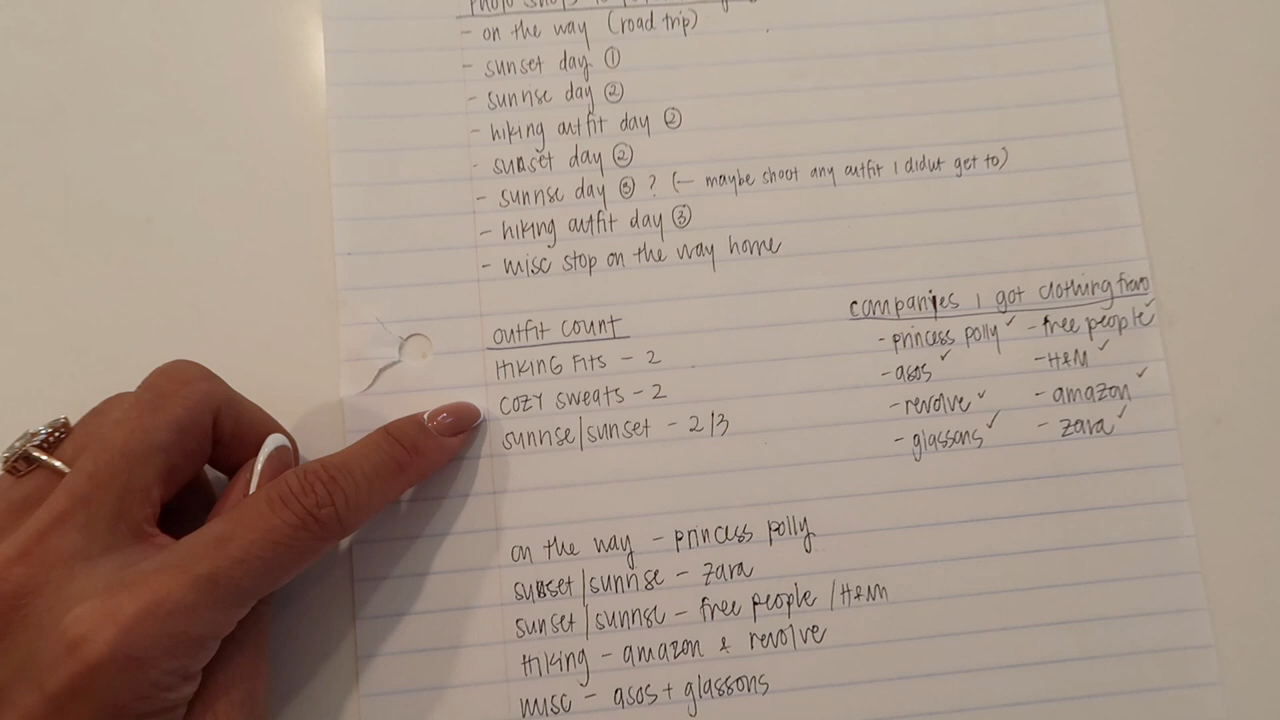 - on the way (road trip)
- sunset day ①
- sunrise day ②
- hiking outfit day ②
- sunset day ②
- sunrise day ③ ? (— maybe shoot any outfit I didnt get to)
- hiking outfit day ③
- misc stop on the way home
outfit count
HIKING FITS - 2
COZY SWEATS - 2
sunrise/sunset - 2/3
companies I got clothing from
- princess polly ✓ - free people ✓
- asos ✓ - H&M ✓
- revolve ✓ - amazon ✓
- glassons ✓ - zara ✓
on the way - princess polly
sunset/sunrise - zara
sunset/sunrise - free people / H&M
Hiking - amazon & revolve
misc - asos + glassons